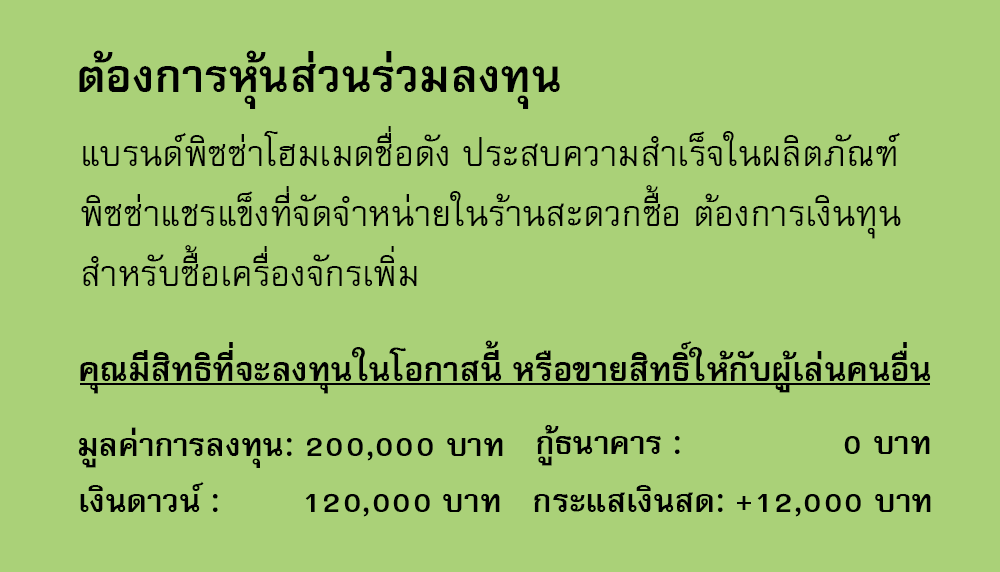 ต้องการหุ้นส่วนร่วมลงทุน
แบรนด์พิซซ่าโฮมเมดชื่อดัง ประสบความสำเร็จในผลิตภัณฑ์
พิซซ่าแชรแข็งที่จัดจำหน่ายในร้านสะดวกซื้อ ต้องการเงินทุน
สำหรับซื้อเครื่องจักรเพิ่ม
คุณมีสิทธิที่จะลงทุนในโอกาสนี้ หรือขายสิทธิ์ให้กับผู้เล่นคนอื่น
มูลค่าการลงทุน: 200,000 บาท กู้ธนาคาร : 0 บาท
เงินดาวน์ : 120,000 บาท กระแสเงินสด: +12,000 บาท